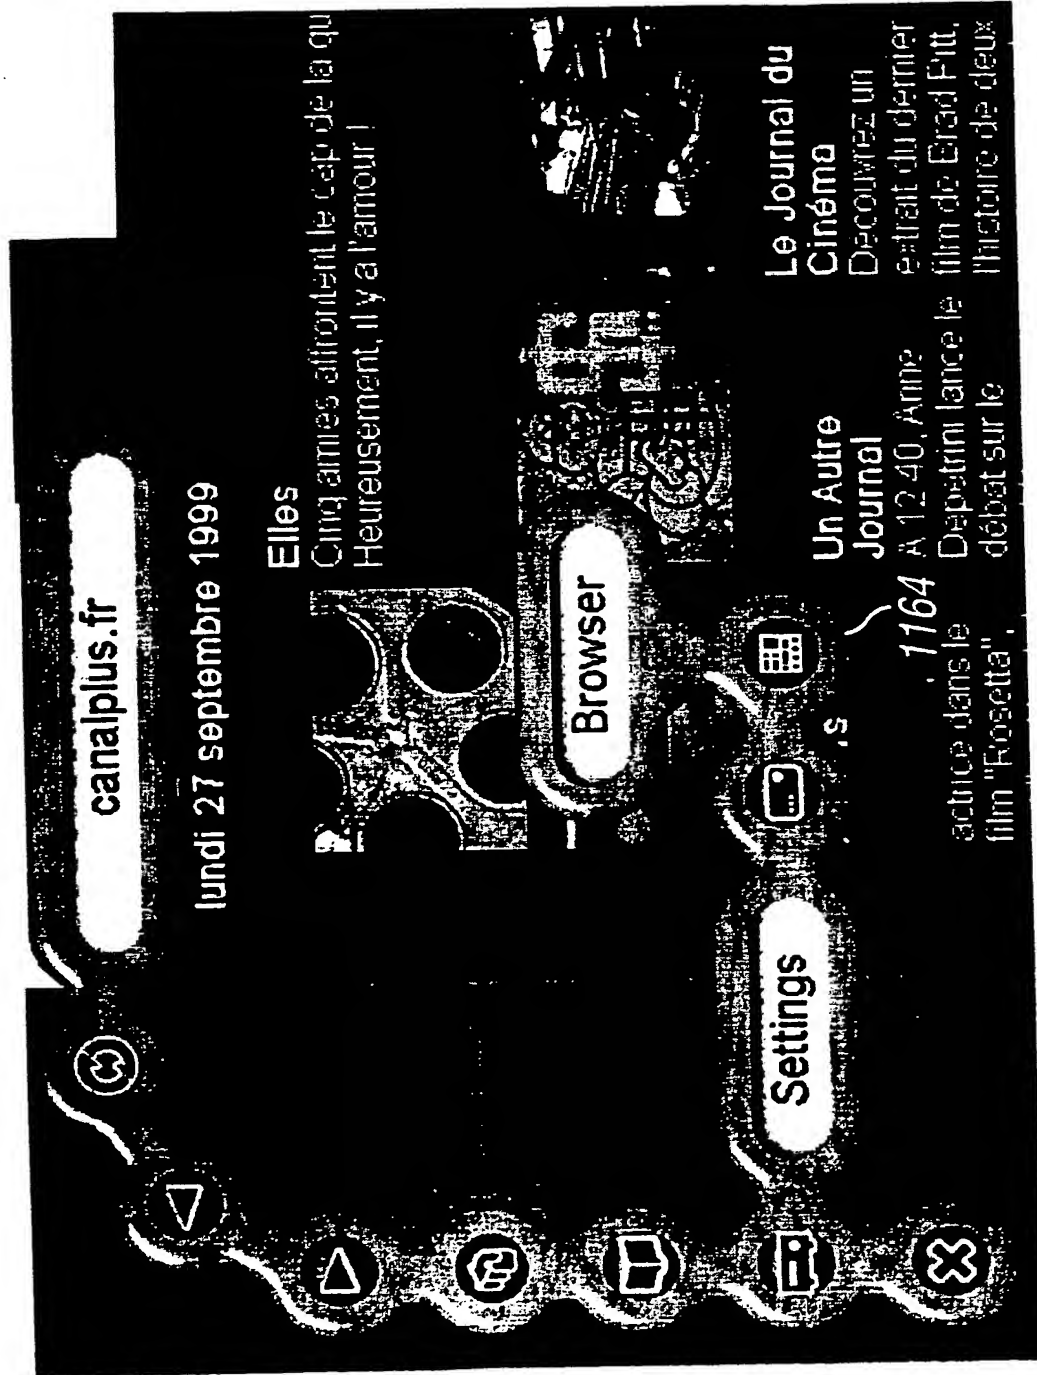 canalplus.fr
lundi 27 septembre 1999
Elles
Cinq amies affrontent le cap de la qu
Heureusement, il y a l'amour !
Browser
Settings
Le Journal du
Cinéma
Decouvrez un
extrait du dernier
film de Brad Pitt,
l'histoire de deux
Un Autre
Journal
A 12 40, Anne
Depetrini lance le
débat sur le
1164
s
actrice dans le
film "Rosetta",